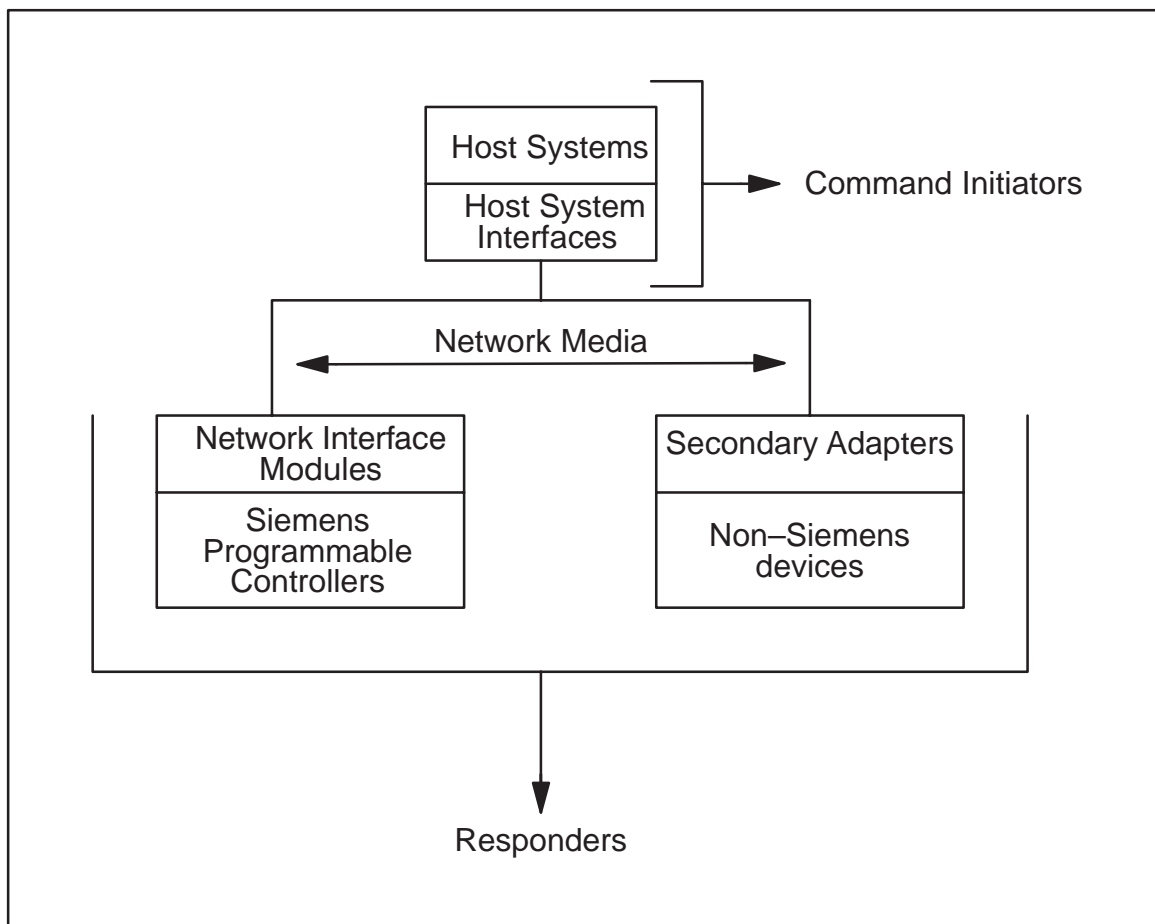 Host Systems
Host System
Interfaces
Command Initiators
Network Media
Network Interface
Modules
Siemens
Programmable
Controllers
Secondary Adapters
Non–Siemens
devices
Responders